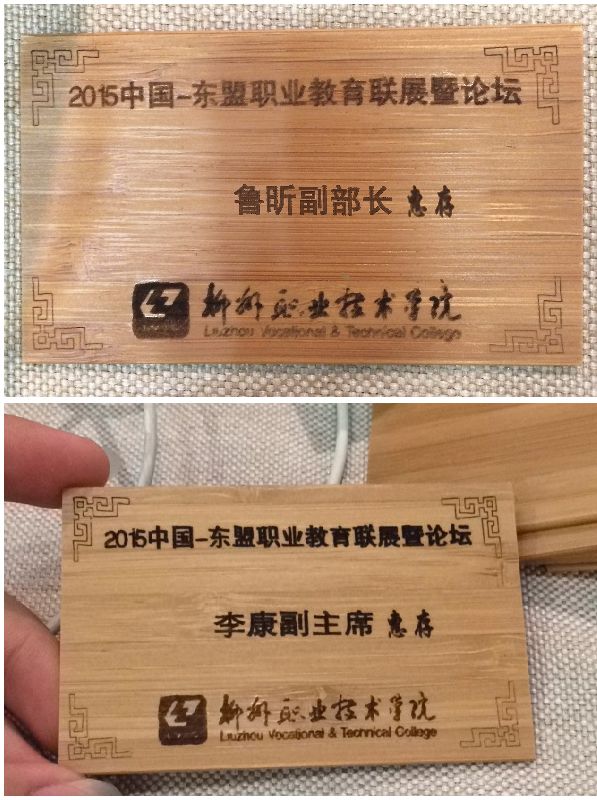 2015中国-东盟职业教育联展暨论坛
鲁昕副部长 惠存
柳州职业技术学院
Liuzhou Vocational & Technical College
2015中国-东盟职业教育联展暨论坛
李康副主席 惠存
柳州职业技术学院
Liuzhou Vocational & Technical College